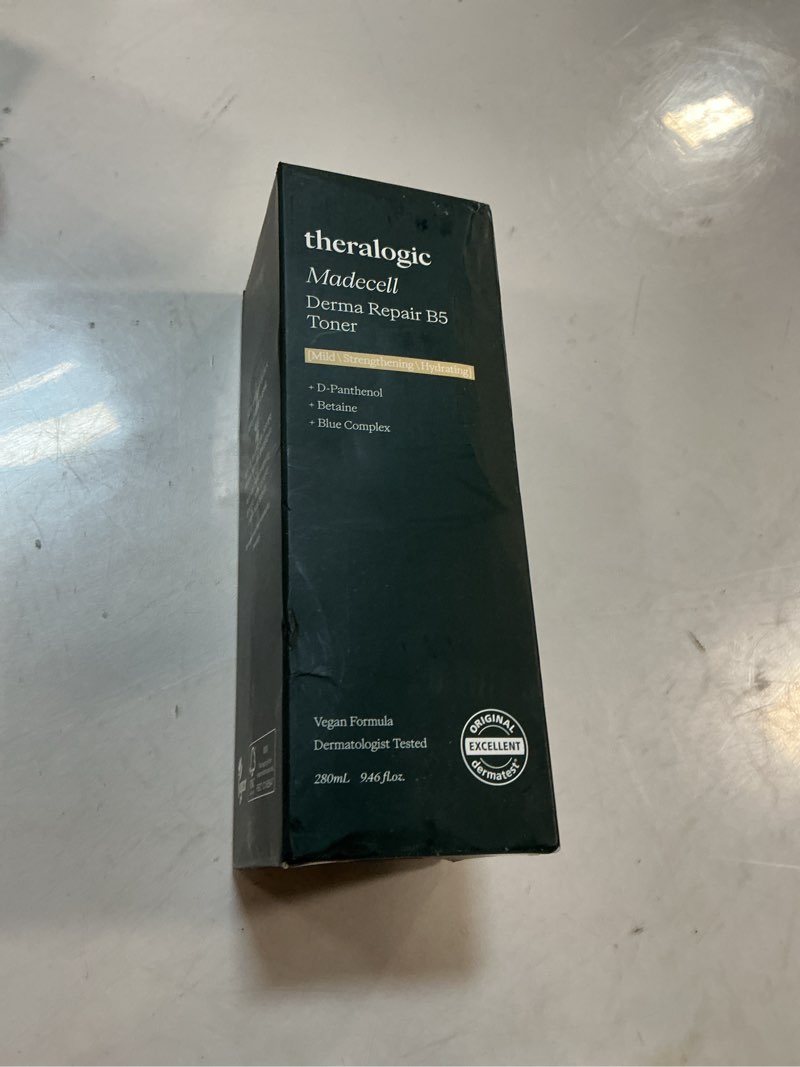 theralogic
Madecell
Derma Repair B5
Toner
[Mild \ Strengthening \ Hydrating]
+ D-Panthenol
+ Betaine
+ Blue Complex
Vegan Formula
Dermatologist Tested
280mL 9.46 fl.oz.
ORIGINAL
EXCELLENT
dermatest®